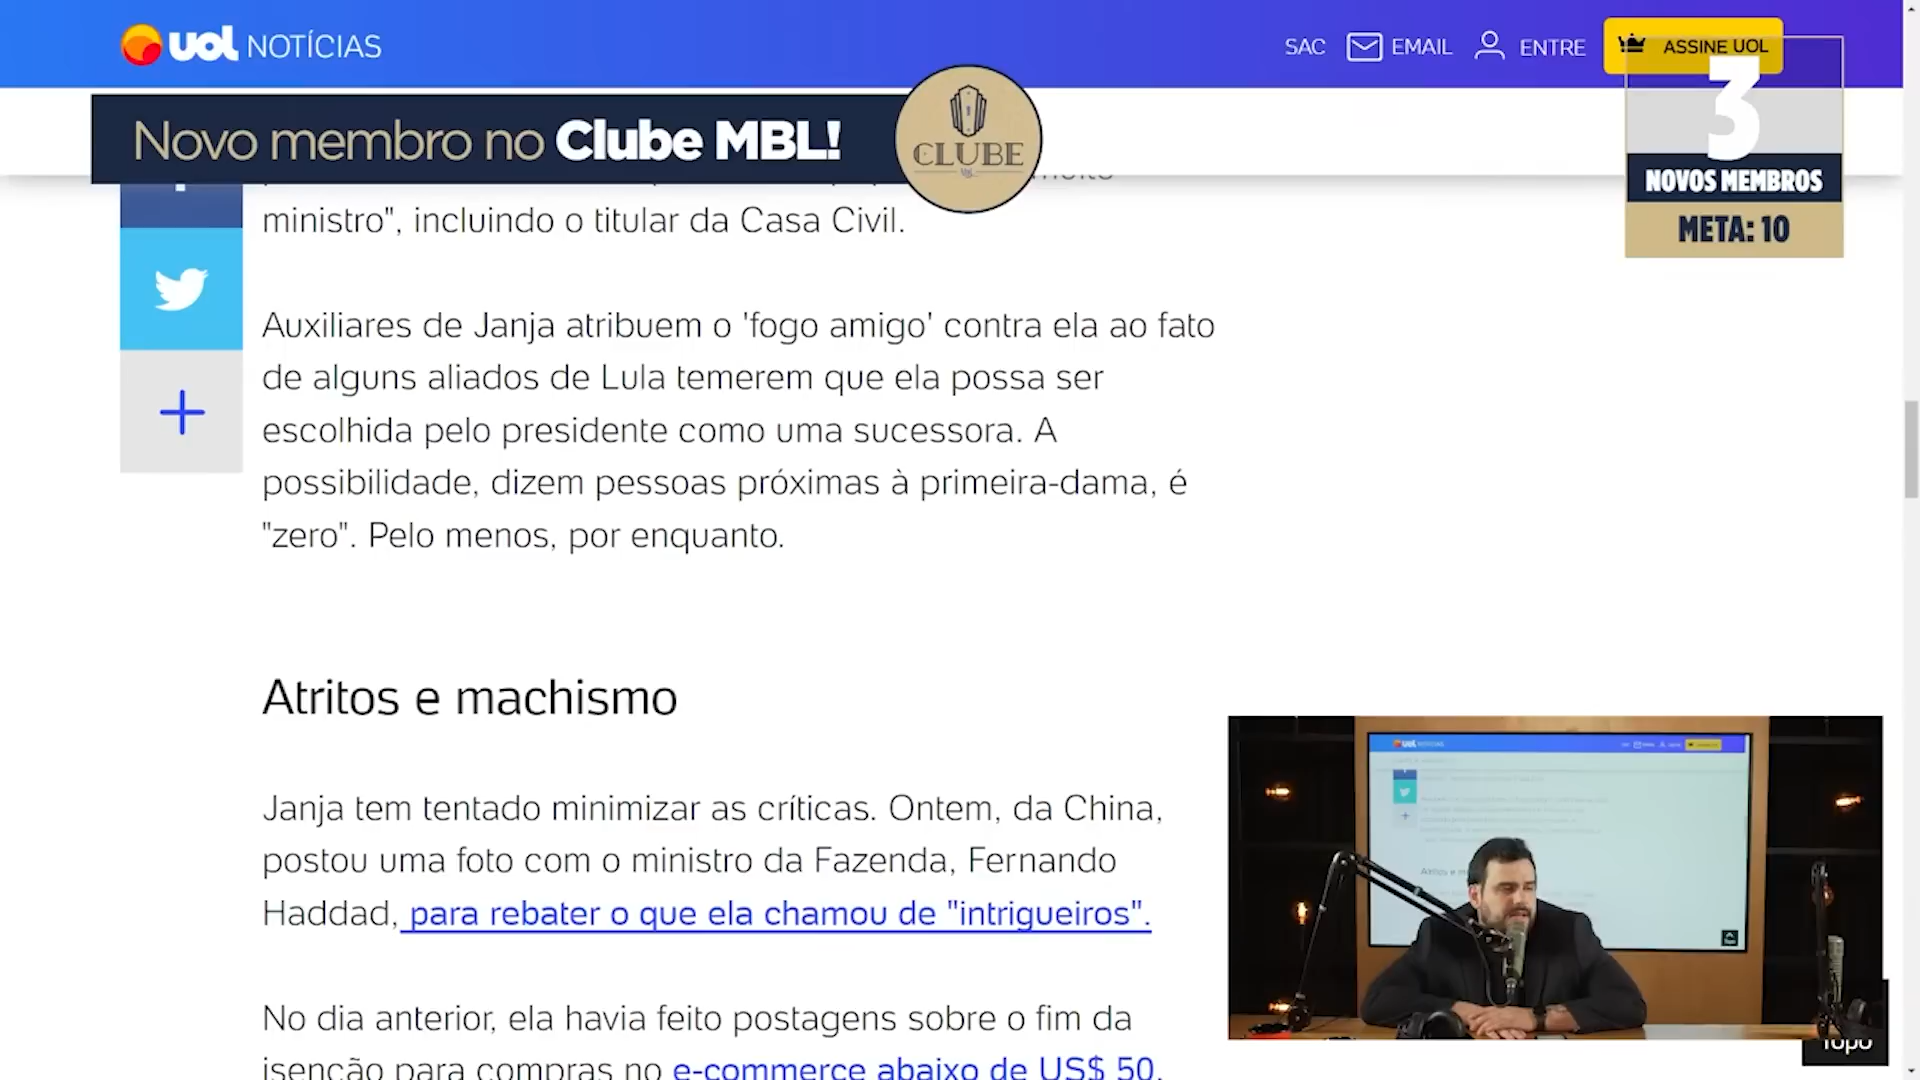 uol NOTÍCIAS
SAC
EMAIL
ENTRE
ASSINE UOL
Novo membro no Clube MBL!
CLUBE
3
NOVOS MEMBROS
META: 10
ministro", incluindo o titular da Casa Civil.
Auxiliares de Janja atribuem o 'fogo amigo' contra ela ao fato
de alguns aliados de Lula temerem que ela possa ser
escolhida pelo presidente como uma sucessora. A
possibilidade, dizem pessoas próximas à primeira-dama, é
"zero". Pelo menos, por enquanto.
Atritos e machismo
Janja tem tentado minimizar as críticas. Ontem, da China,
postou uma foto com o ministro da Fazenda, Fernando
Haddad, para rebater o que ela chamou de "intrigueiros".
No dia anterior, ela havia feito postagens sobre o fim da
isenção para compras no e-commerce abaixo de US$ 50.
Topo